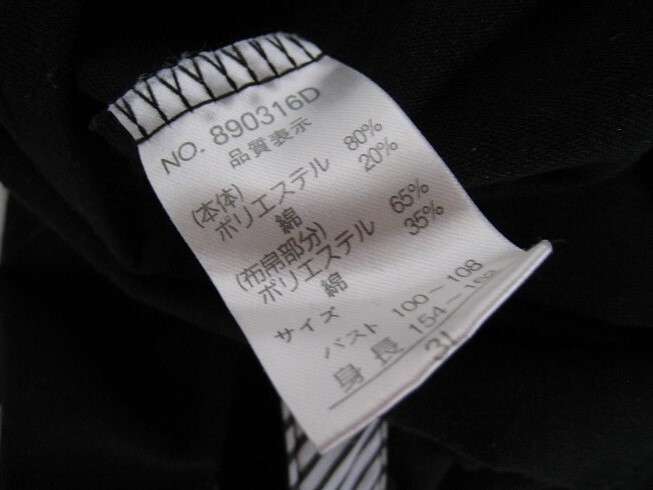 NO. 890316D
品質表示
(本体)
ポリエステル 80%
綿 20%
(布帛部分)
ポリエステル 65%
綿 35%
サイズ
バスト 100-108
身長 154-162
3L